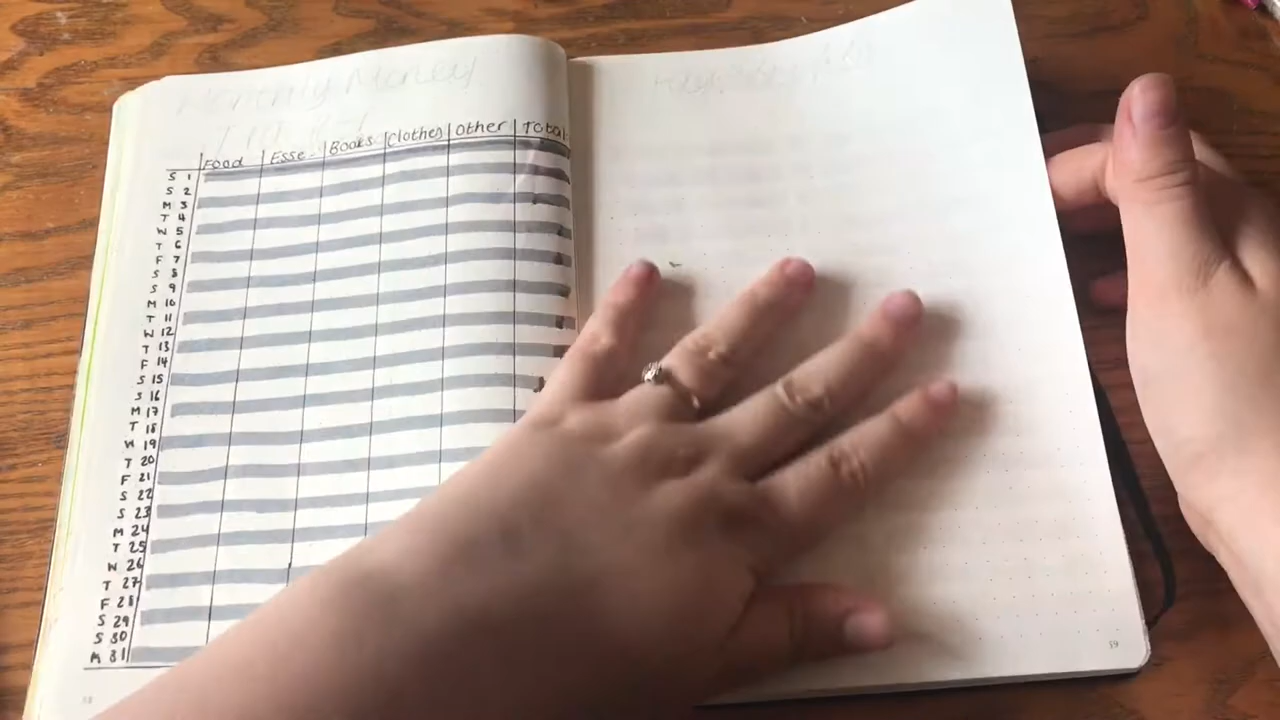 Monthly Money
Food Esse. Books Clothes Other Total
S 1
S 2
M 3
T 4
W 5
T 6
F 7
S 8
S 9
M 10
T 11
W 12
T 13
F 14
S 15
S 16
M 17
T 18
W 19
T 20
F 21
S 22
S 23
M 24
T 25
W 26
T 27
F 28
S 29
S 30
M 31
59